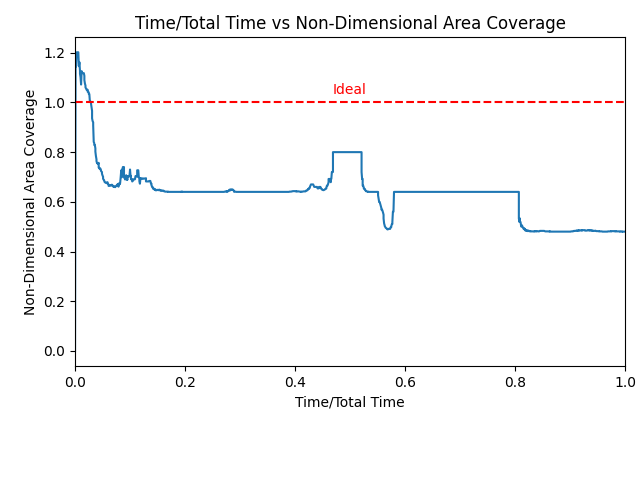 Time/Total Time vs Non-Dimensional Area Coverage
Ideal
Non-Dimensional Area Coverage
1.2
1.0
0.8
0.6
0.4
0.2
0.0
0.0 0.2 0.4 0.6 0.8 1.0
Time/Total Time